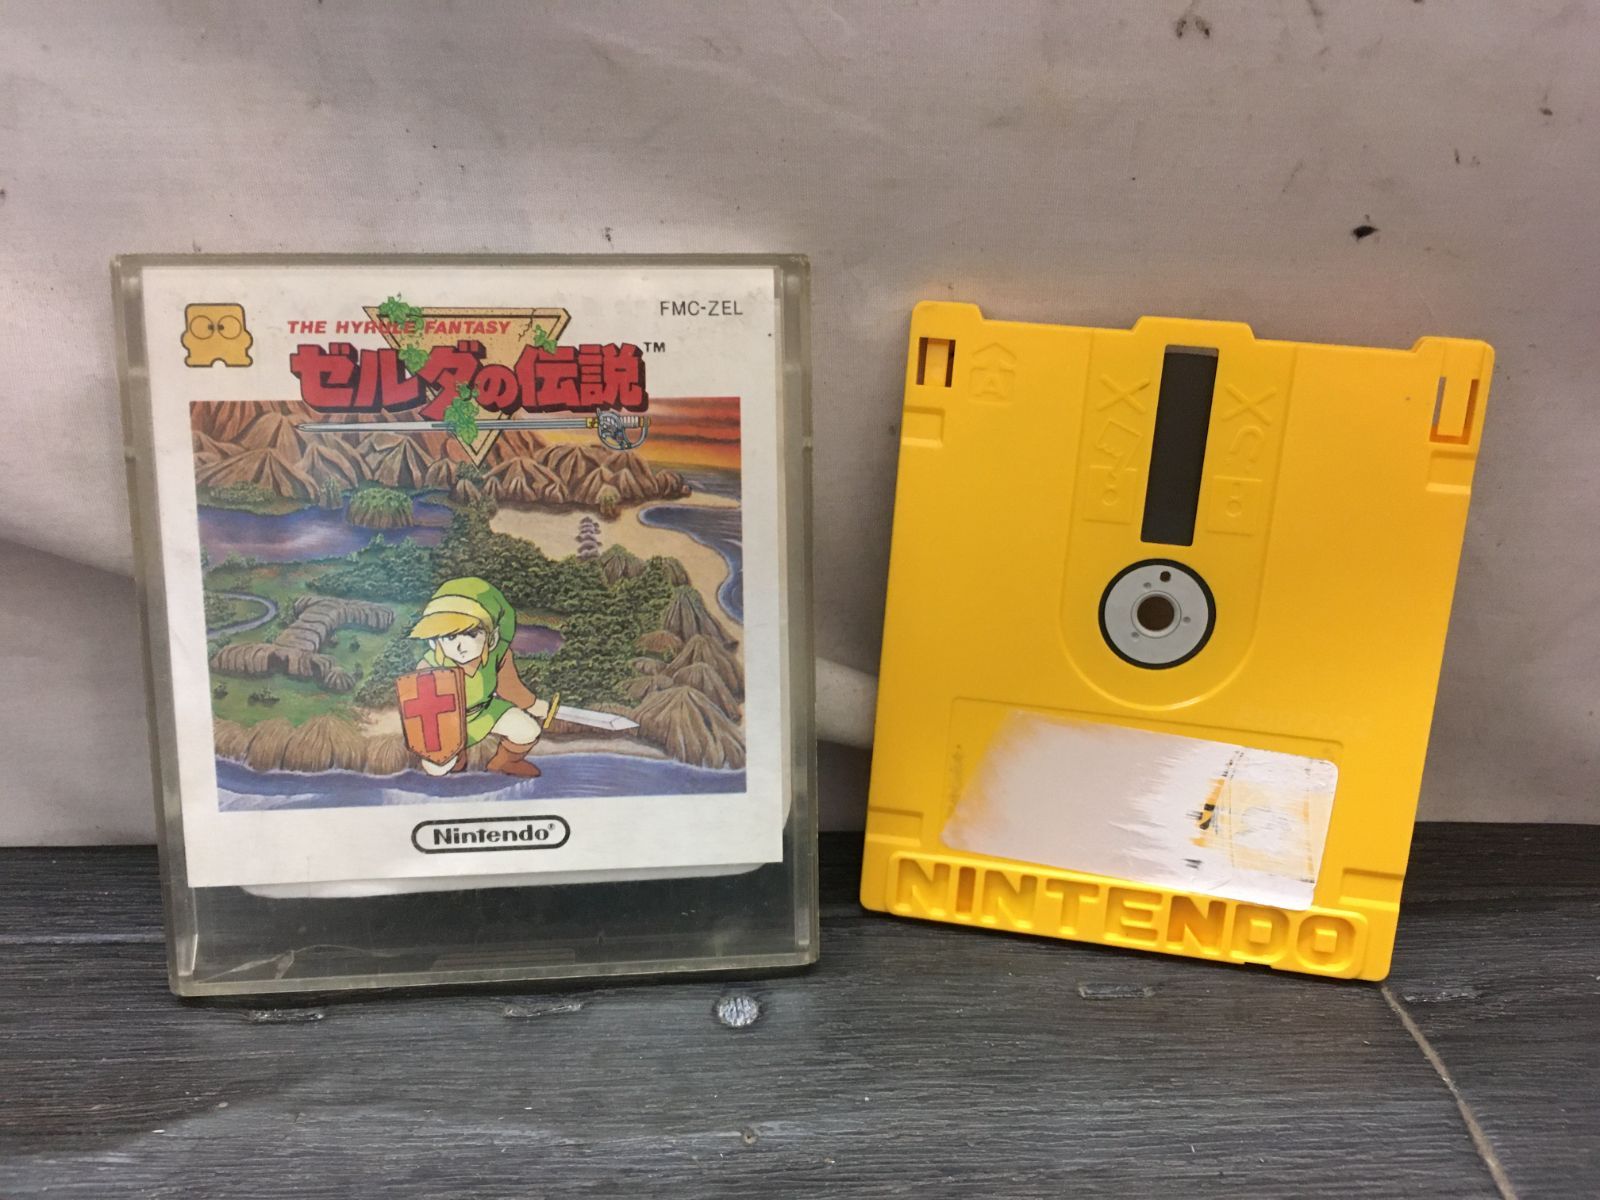 FMC-ZEL
THE HYRULE FANTASY
ゼルダの伝説™
Nintendo®
A
NINTENDO